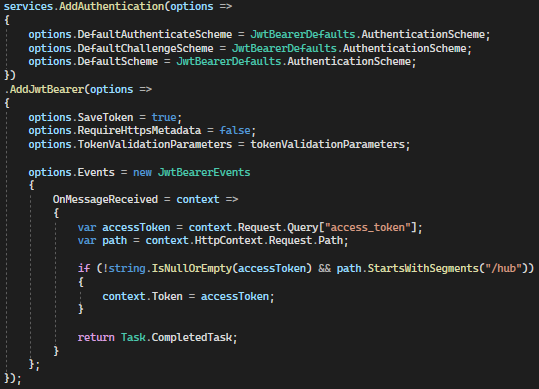 services.AddAuthentication(options =>
{
    options.DefaultAuthenticateScheme = JwtBearerDefaults.AuthenticationScheme;
    options.DefaultChallengeScheme = JwtBearerDefaults.AuthenticationScheme;
    options.DefaultScheme = JwtBearerDefaults.AuthenticationScheme;
})
.AddJwtBearer(options =>
{
    options.SaveToken = true;
    options.RequireHttpsMetadata = false;
    options.TokenValidationParameters = tokenValidationParameters;

    options.Events = new JwtBearerEvents
    {
        OnMessageReceived = context =>
        {
            var accessToken = context.Request.Query["access_token"];
            var path = context.HttpContext.Request.Path;

            if (!string.IsNullOrEmpty(accessToken) && path.StartsWithSegments("/hub"))
            {
                context.Token = accessToken;
            }

            return Task.CompletedTask;
        }
    };
});